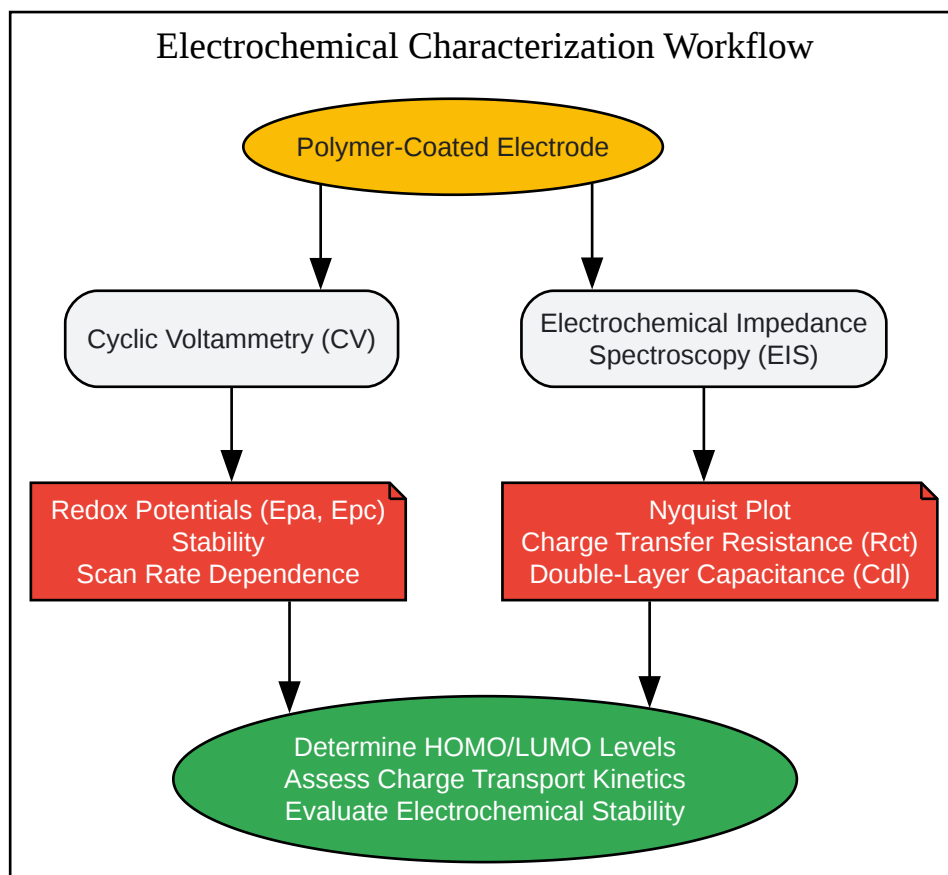 Electrochemical Characterization Workflow
Polymer-Coated Electrode
Cyclic Voltammetry (CV)
Electrochemical Impedance
Spectroscopy (EIS)
Redox Potentials (Epa, Epc)
Stability
Scan Rate Dependence
Nyquist Plot
Charge Transfer Resistance (Rct)
Double-Layer Capacitance (Cdl)
Determine HOMO/LUMO Levels
Assess Charge Transport Kinetics
Evaluate Electrochemical Stability